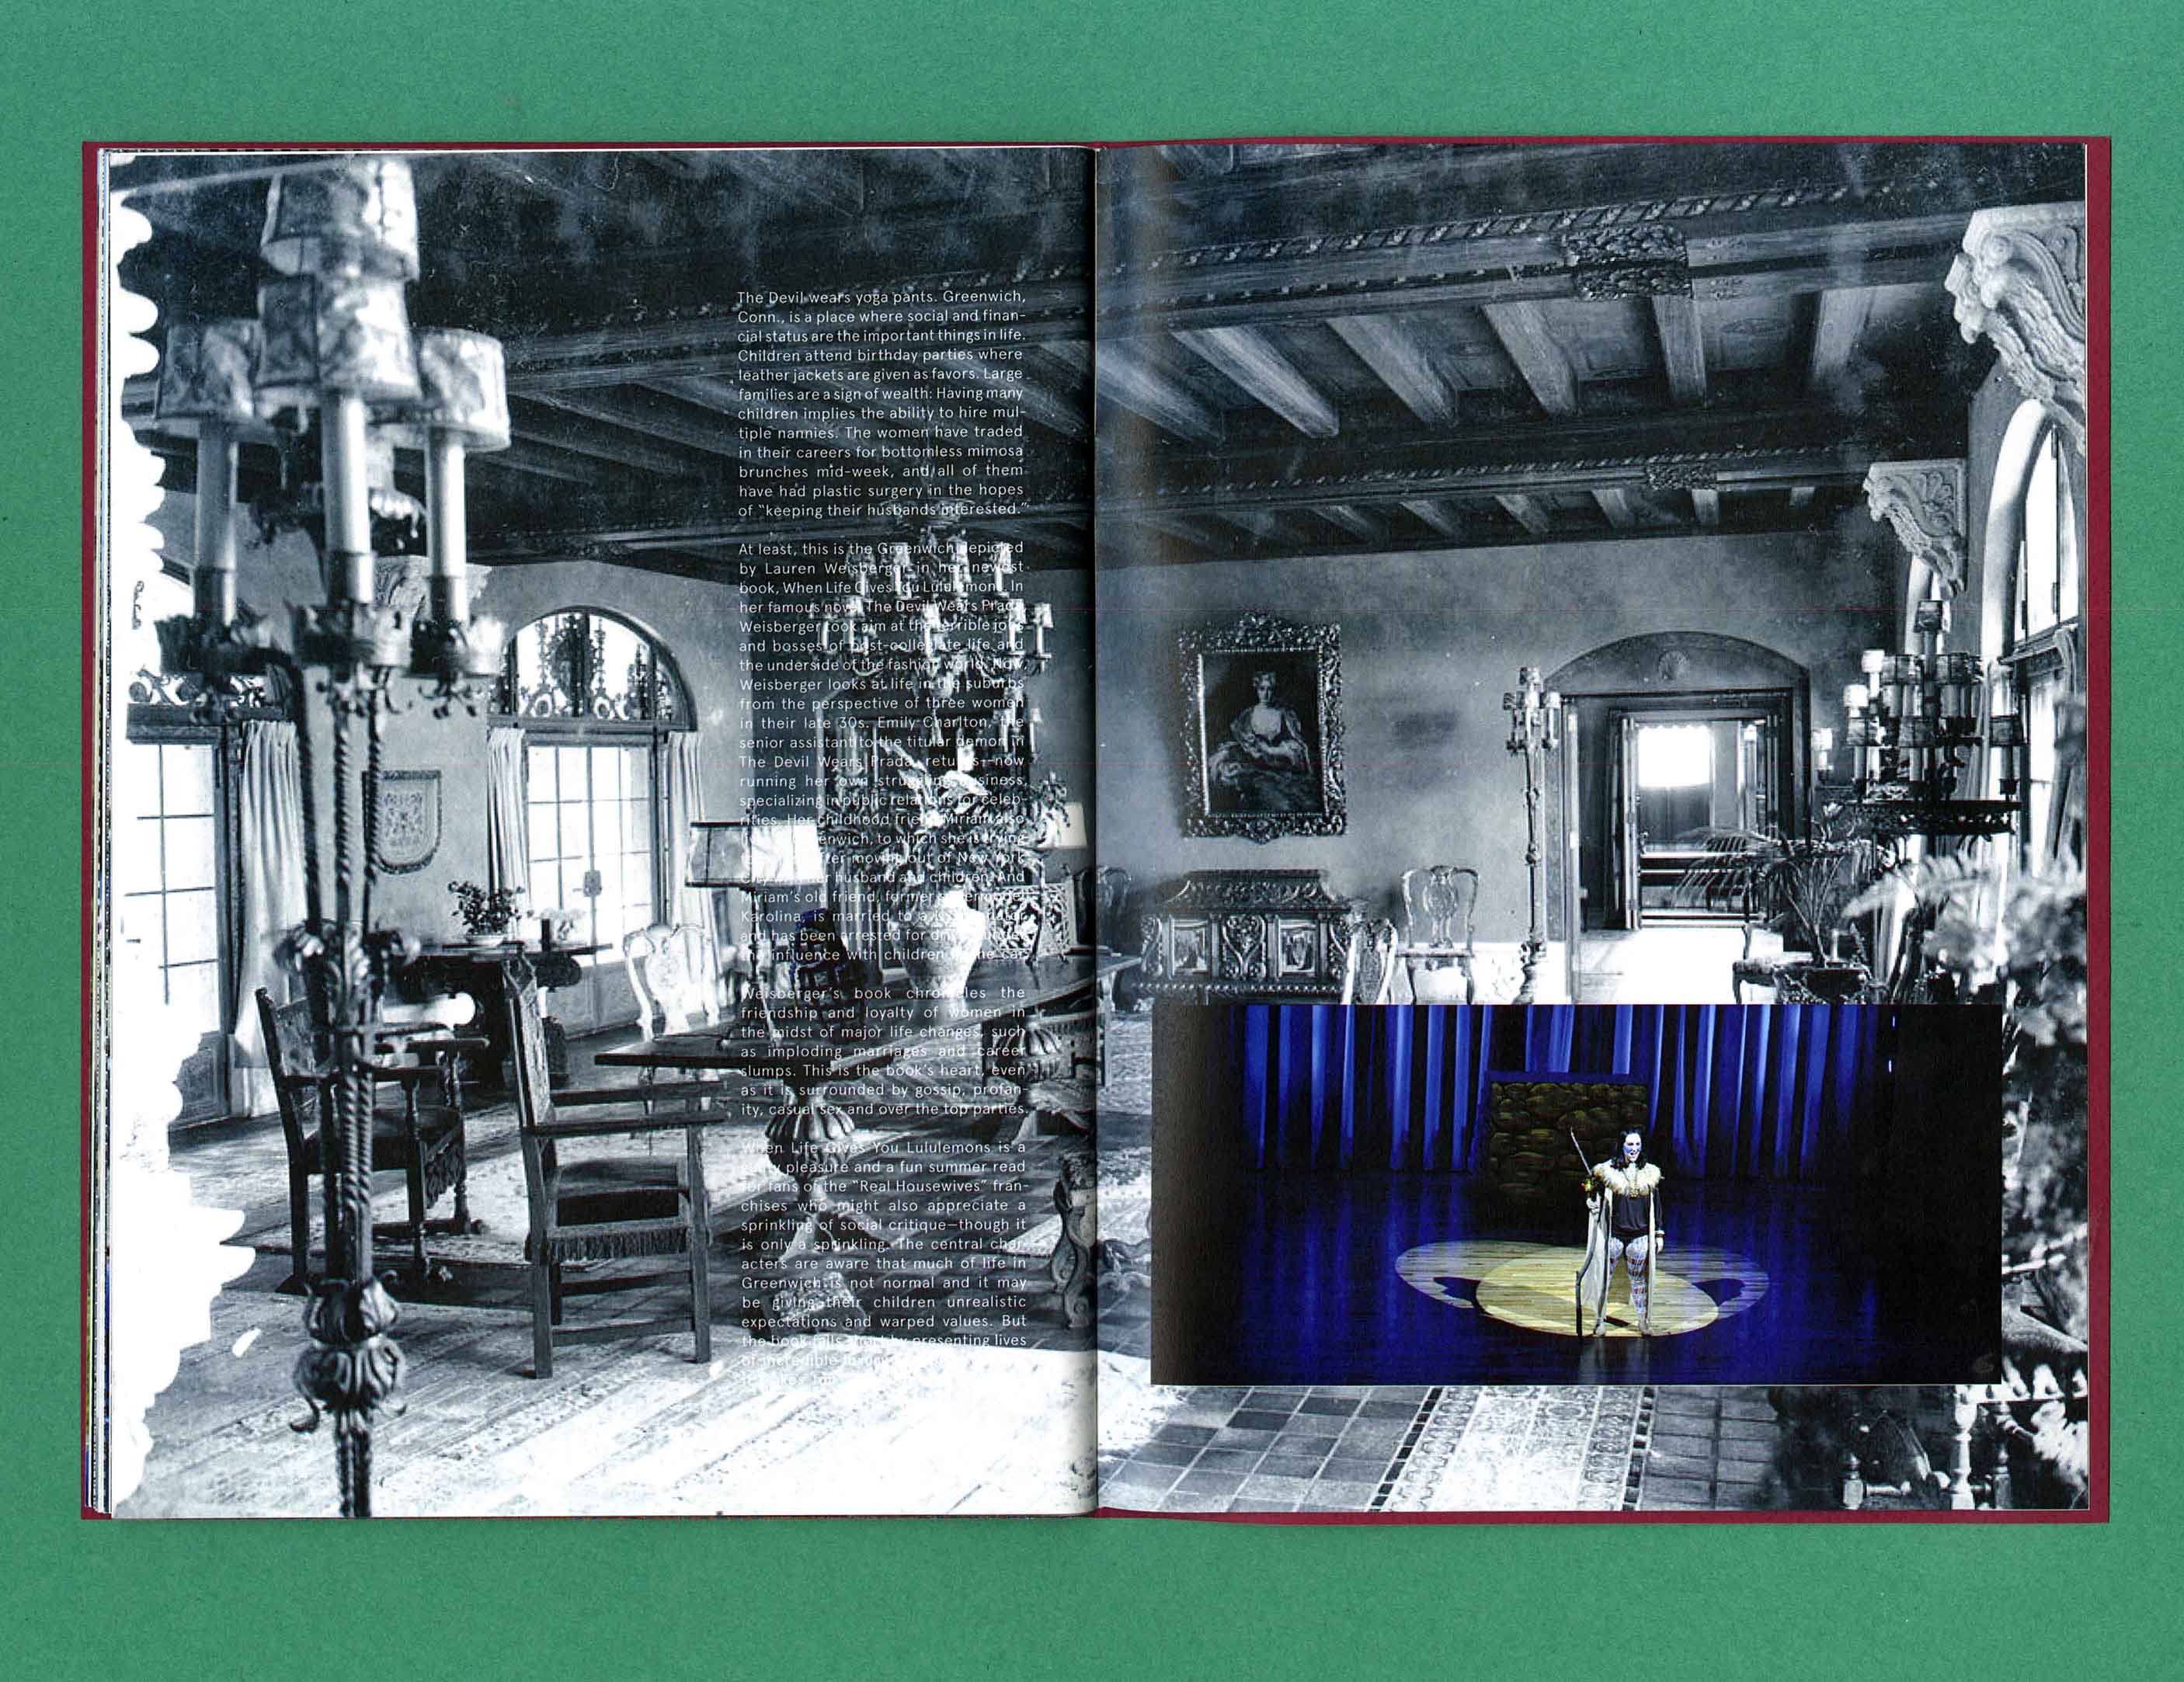 The Devil wears yoga pants. Greenwich,
Conn., is a place where social and finan-
cial status are the important things in life.
Children attend birthday parties where
leather jackets are given as favors. Large
families are a sign of wealth: Having many
children implies the ability to hire mul-
tiple nannies. The women have traded
in their careers for bottomless mimosa
brunches mid-week, and all of them
have had plastic surgery in the hopes
of “keeping their husbands interested.”
At least, this is the Greenwich depicted
by Lauren Weisberger in her newest
book, When Life Gives You Lululemons. In
her famous novel The Devil Wears Prada,
Weisberger took aim at the terrible jobs
and bosses of post-collegiate life and
the underside of the fashion world. Now,
Weisberger looks at life in the suburbs
from the perspective of three women
in their late 30s. Emily Charlton, the
senior assistant to the titular demon in
The Devil Wears Prada, returns—now
running her own struggling business,
specializing in public relations for celeb-
rities. Her childhood friend Miriam also
Greenwich, to which she is trying
after moving out of New York
City with her husband and children. And
Miriam’s old friend, former supermodel
Karolina, is married to a
and has been arrested for driving under
the influence with children in the car.
Weisberger’s book chronicles the
friendship and loyalty of women in
the midst of major life changes, such
as imploding marriages and career
slumps. This is the book’s heart, even
as it is surrounded by gossip, profan-
ity, casual sex and over the top parties.
When Life Gives You Lululemons is a
guilty pleasure and a fun summer read
for fans of the “Real Housewives” fran-
chises who might also appreciate a
sprinkling of social critique—though it
is only a sprinkling. The central char-
acters are aware that much of life in
Greenwich is not normal and it may
be giving their children unrealistic
expectations and warped values. But
the book falls short by presenting lives
of incredible